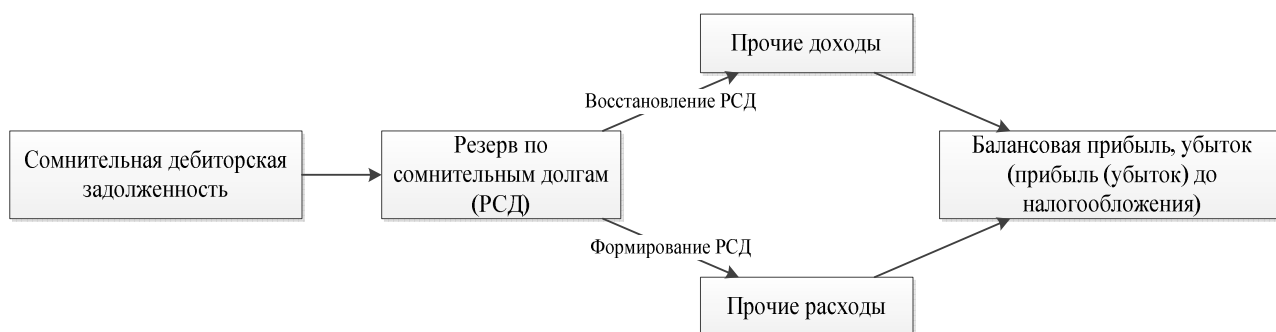 Прочие доходы
Восстановление РСД
Сомнительная дебиторская
задолженность
Резерв по
сомнительным долгам
(РСД)
Балансовая прибыль, убыток
(прибыль (убыток) до
налогообложения)
Формирование РСД
Прочие расходы